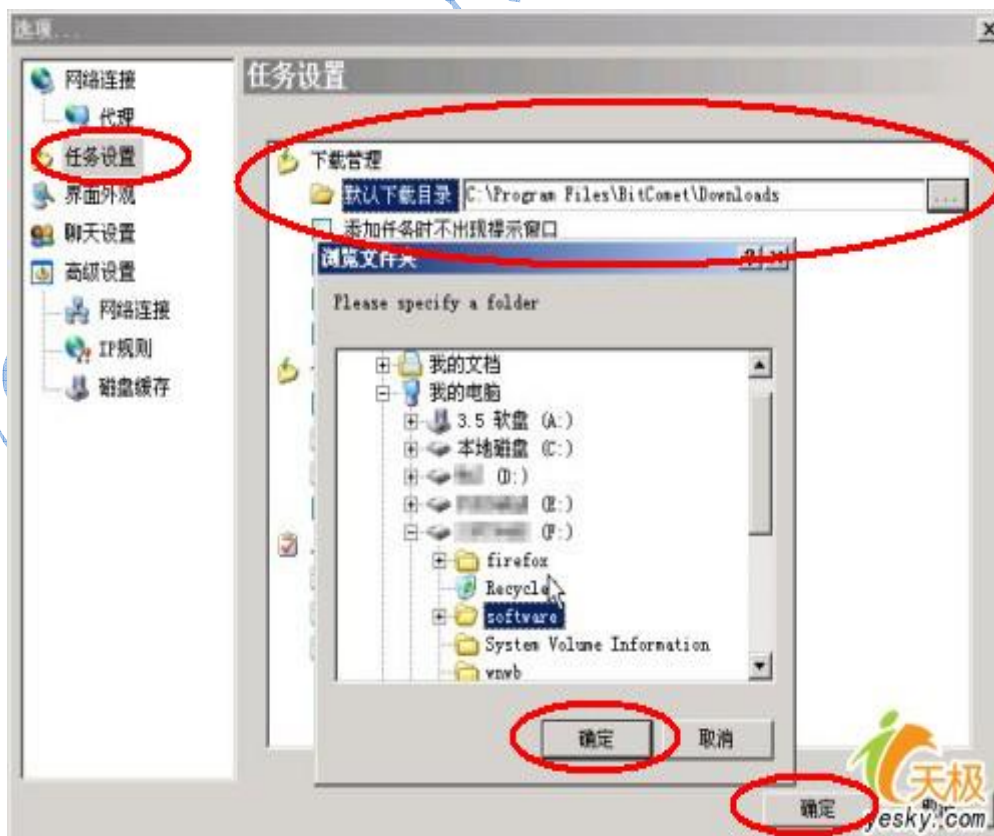 选项...
网络连接
代理
任务设置
界面外观
聊天设置
高级设置
网络连接
IP规则
磁盘缓存
任务设置
下载管理
默认下载目录 C:\Program Files\BitComet\Downloads ...
添加任务时不出现提示窗口
浏览文件夹
Please specify a folder
我的文档
我的电脑
3.5 软盘 (A:)
本地磁盘 (C:)
(D:)
(E:)
(F:)
firefox
Recycled
software
System Volume Information
wnwb
确定 取消
确定
天极
yesky.com